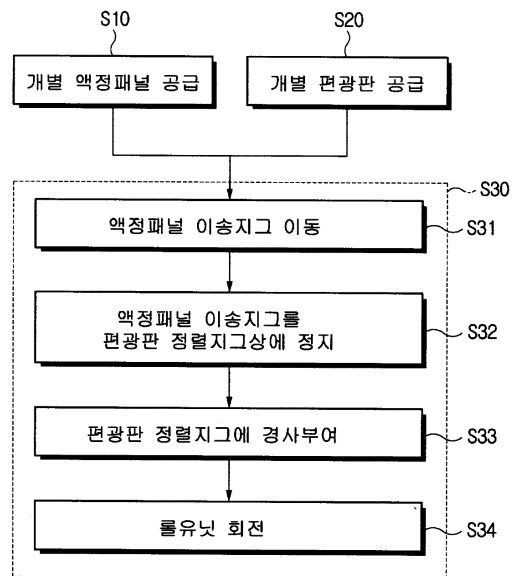 S10
S20
개별 액정패널 공급
개별 편광판 공급
S30
액정패널 이송지그 이동
S31
액정패널 이송지그를
편광판 정렬지그상에 정지
S32
편광판 정렬지그에 경사부여
S33
롤유닛 회전
S34